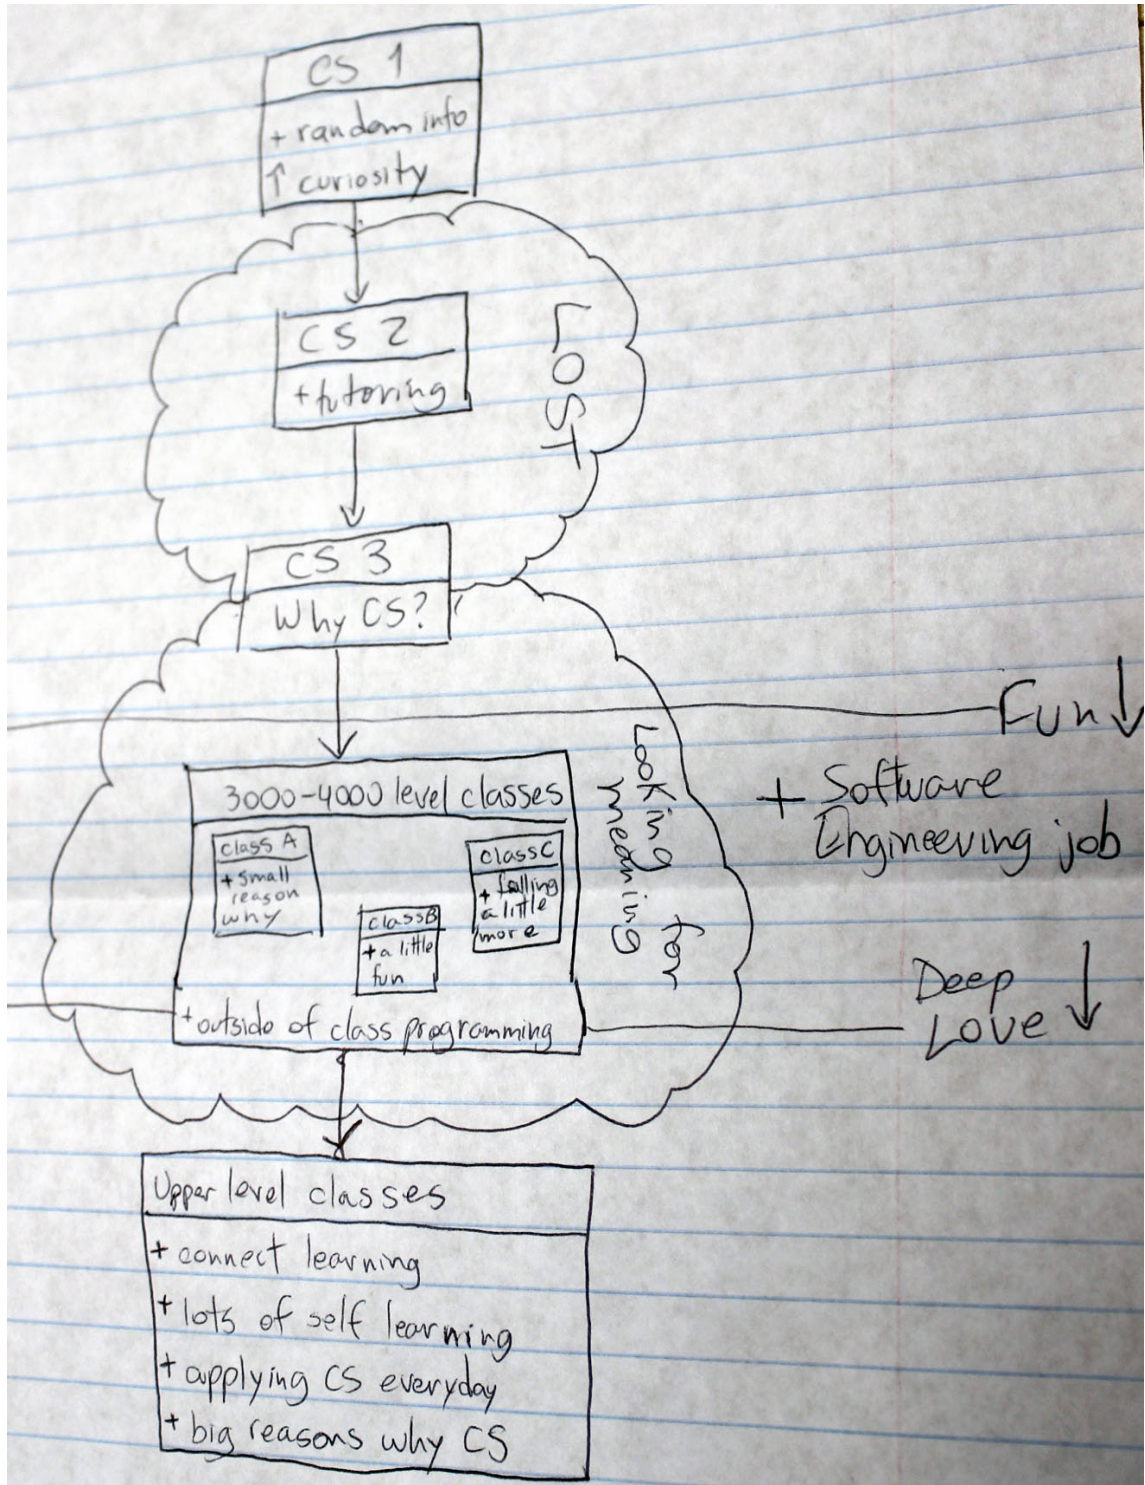 CS 1
+ random info
↑ curiosity
CS 2
+ tutoring
LOST
CS 3
Why CS?
Fun ↓
+ Software
Engineering job
3000-4000 level classes
Looking for
meaning
class A
+ small
reason
why
class B
+ a little
fun
class C
+ falling
a little
more
+ outside of class programming
Deep
Love ↓
Upper level classes
+ connect learning
+ lots of self learning
+ applying CS everyday
+ big reasons why CS